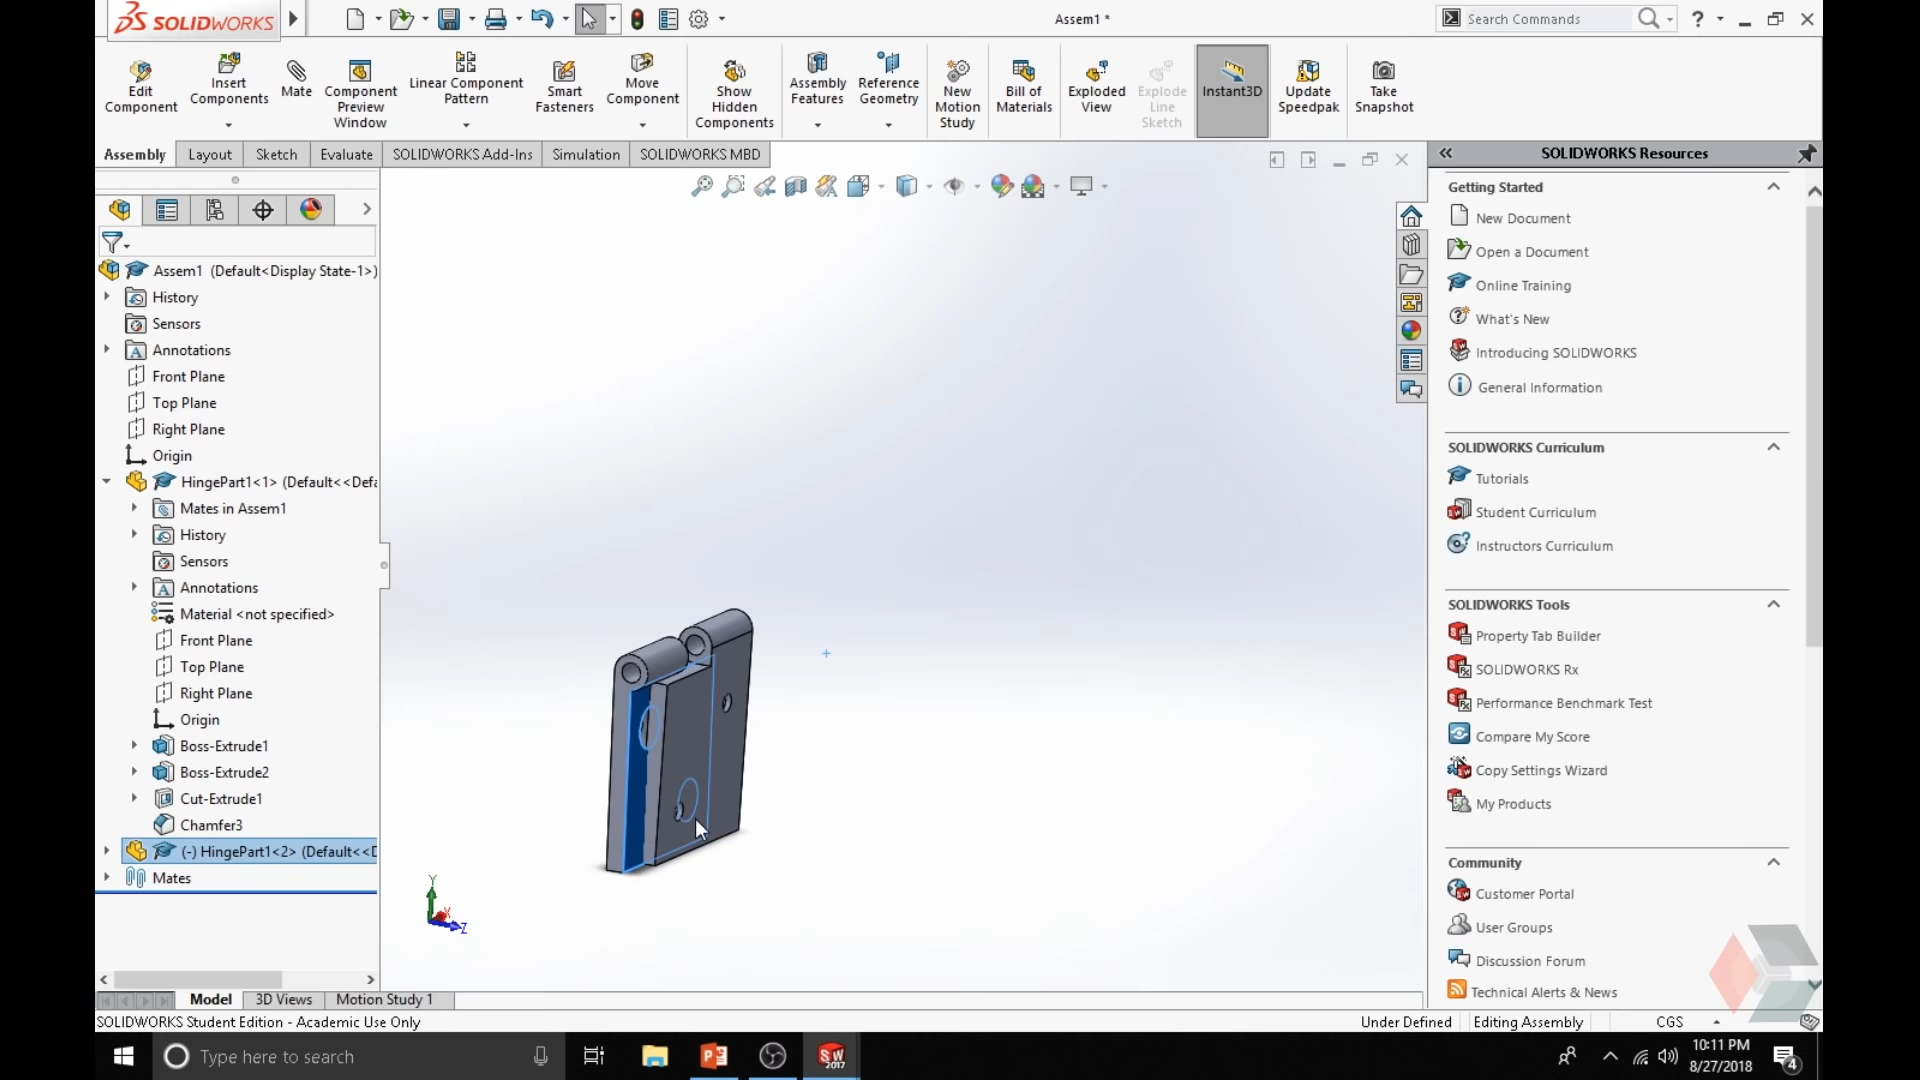 SOLIDWORKS
Assem1 *
Search Commands
?
Edit Component
Insert Components
Mate
Component Preview Window
Linear Component Pattern
Smart Fasteners
Move Component
Show Hidden Components
Assembly Features
Reference Geometry
New Motion Study
Bill of Materials
Exploded View
Explode Line Sketch
Instant3D
Update Speedpak
Take Snapshot
Assembly
Layout
Sketch
Evaluate
SOLIDWORKS Add-Ins
Simulation
SOLIDWORKS MBD
Assem1 (Default<Display State-1>)
History
Sensors
Annotations
Front Plane
Top Plane
Right Plane
Origin
HingePart1<1> (Default<<Defa
Mates in Assem1
History
Sensors
Annotations
Material <not specified>
Front Plane
Top Plane
Right Plane
Origin
Boss-Extrude1
Boss-Extrude2
Cut-Extrude1
Chamfer3
(-) HingePart1<2> (Default<<D
Mates
Y
X
Z
SOLIDWORKS Resources
Getting Started
New Document
Open a Document
Online Training
What's New
Introducing SOLIDWORKS
General Information
SOLIDWORKS Curriculum
Tutorials
Student Curriculum
Instructors Curriculum
SOLIDWORKS Tools
Property Tab Builder
SOLIDWORKS Rx
Performance Benchmark Test
Compare My Score
Copy Settings Wizard
My Products
Community
Customer Portal
User Groups
Discussion Forum
Technical Alerts & News
Model
3D Views
Motion Study 1
SOLIDWORKS Student Edition - Academic Use Only
Under Defined
Editing Assembly
CGS
Type here to search
SW
2017
10:11 PM
8/27/2018
4